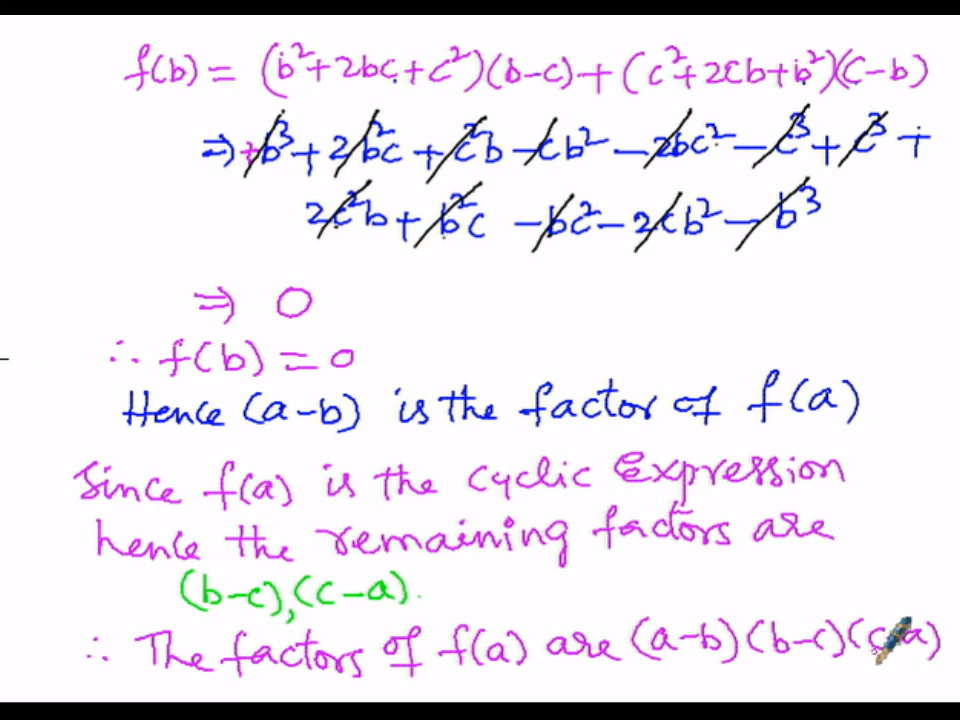 f(b) = (b²+2bc+c²)(b-c)+(c²+2cb+b²)(c-b)
⇒ +b³+2b²c+c²b-cb²-2bc²-c³+c³+
2c²b+b²c-bc²-2cb²-b³
⇒ 0
∴ f(b) = 0
Hence (a-b) is the factor of f(a)
Since f(a) is the cyclic Expression
hence the remaining factors are
(b-c),(c-a).
∴ The factors of f(a) are (a-b)(b-c)(c-a)